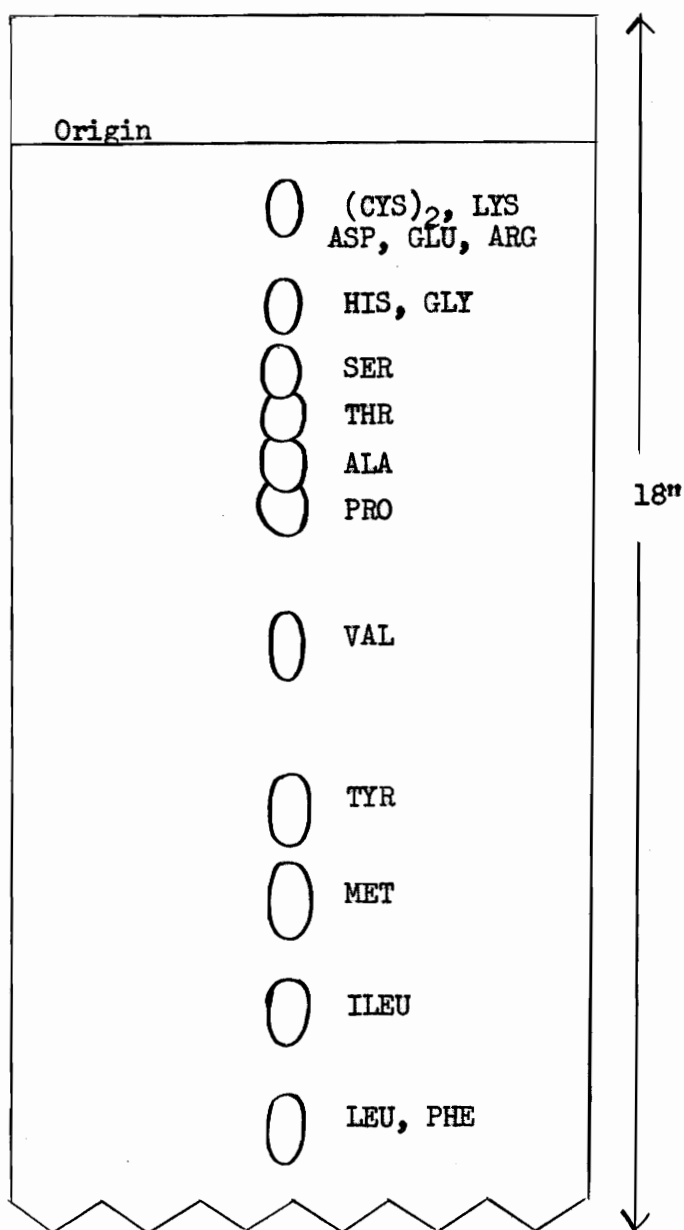 Origin
(CYS)2, LYS
ASP, GLU, ARG
HIS, GLY
SER
THR
ALA
PRO
18"
VAL
TYR
MET
ILEU
LEU, PHE